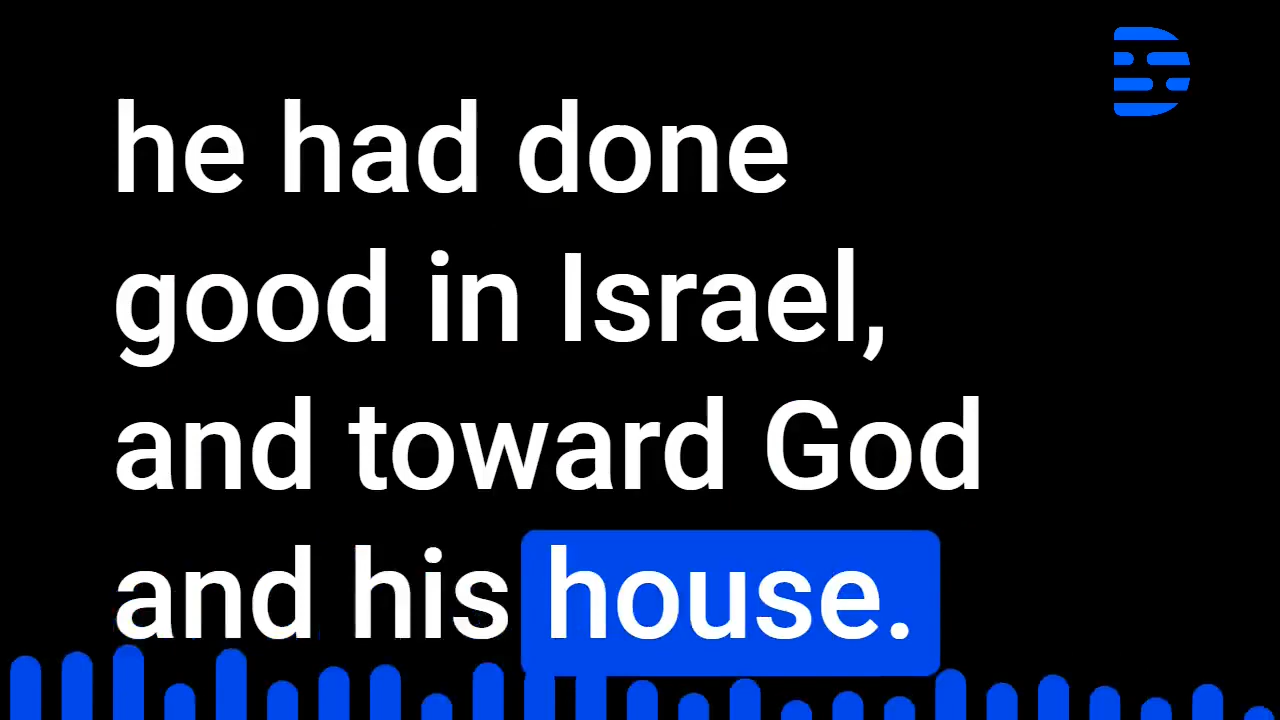 he had done
good in Israel,
and toward God
and his house.